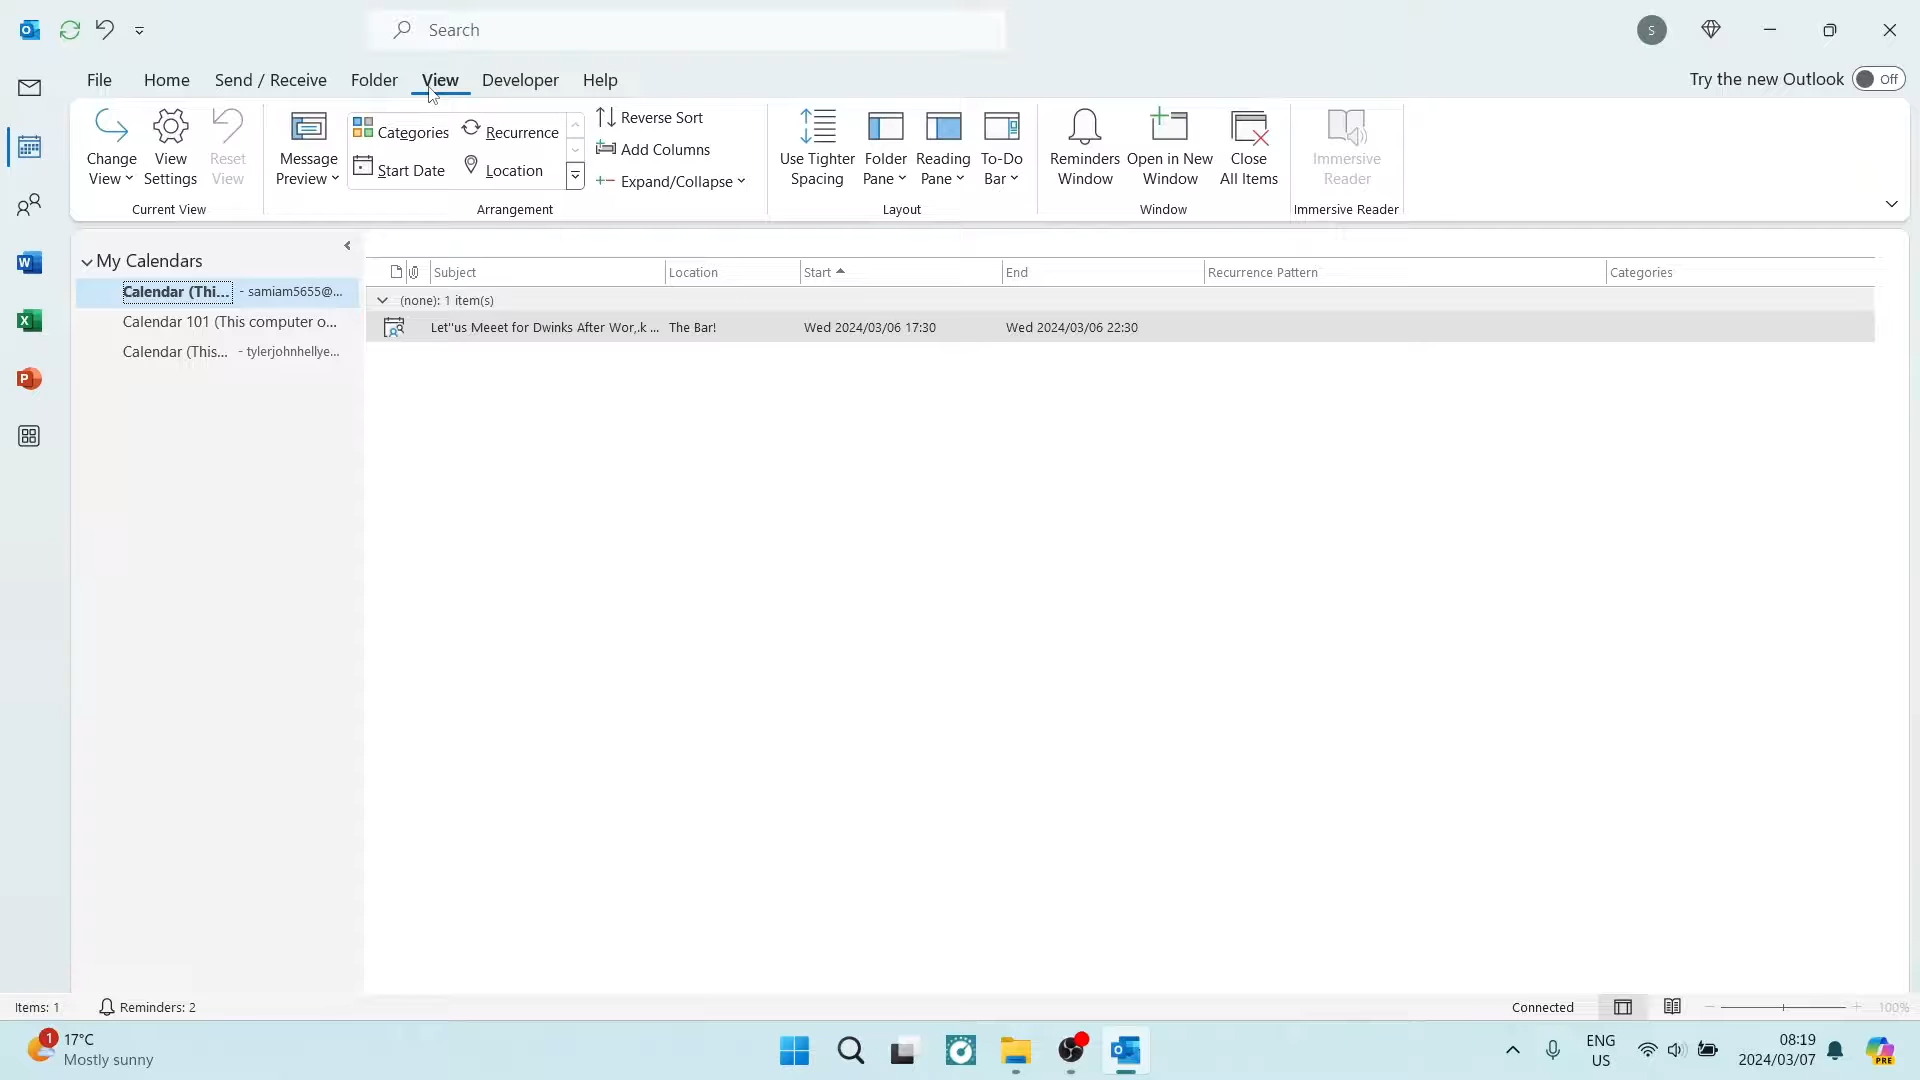 Search
S
File Home Send / Receive Folder View Developer Help
Try the new Outlook Off
Change View
View Settings
Reset View
Current View
Message Preview
Categories
Recurrence
Start Date
Location
Reverse Sort
Add Columns
Expand/Collapse
Arrangement
Use Tighter Spacing
Folder Pane
Reading Pane
To-Do Bar
Layout
Reminders Window
Open in New Window
Close All Items
Window
Immersive Reader
Immersive Reader
My Calendars
Calendar (Thi... - samiam5655@...
Calendar 101 (This computer o...
Calendar (This... - tylerjohnhellye...
Subject Location Start End Recurrence Pattern Categories
(none): 1 item(s)
Let''us Meeet for Dwinks After Wor,.k ... The Bar! Wed 2024/03/06 17:30 Wed 2024/03/06 22:30
Items: 1 Reminders: 2
Connected 100%
1
17°C
Mostly sunny
ENG
US
08:19
2024/03/07
PRE